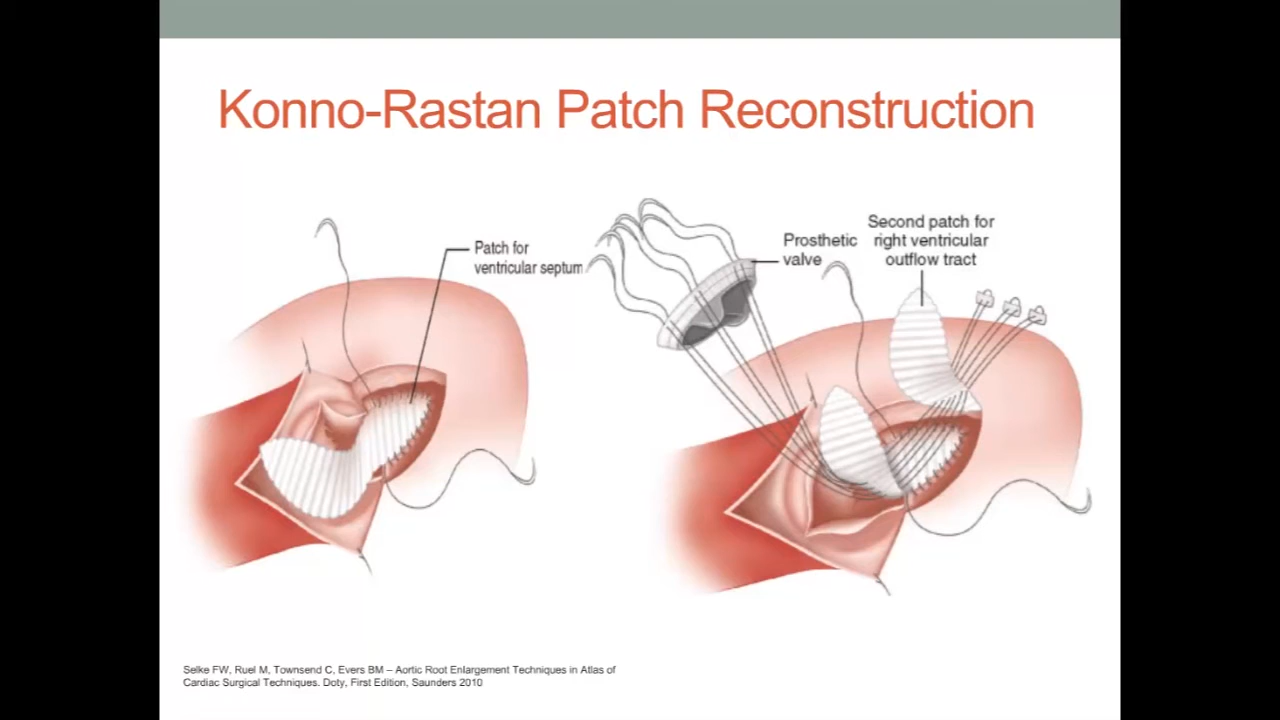 Konno-Rastan Patch Reconstruction
Patch for
ventricular septum
Prosthetic
valve
Second patch for
right ventricular
outflow tract
Selke FW, Ruel M, Townsend C, Evers BM – Aortic Root Enlargement Techniques in Atlas of
Cardiac Surgical Techniques. Doty, First Edition, Saunders 2010